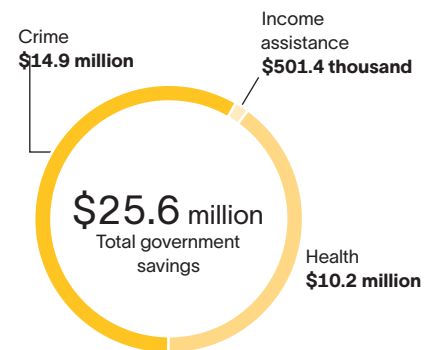 Income
assistance
$501.4 thousand
Crime
$14.9 million
$25.6 million
Total government
savings
Health
$10.2 million